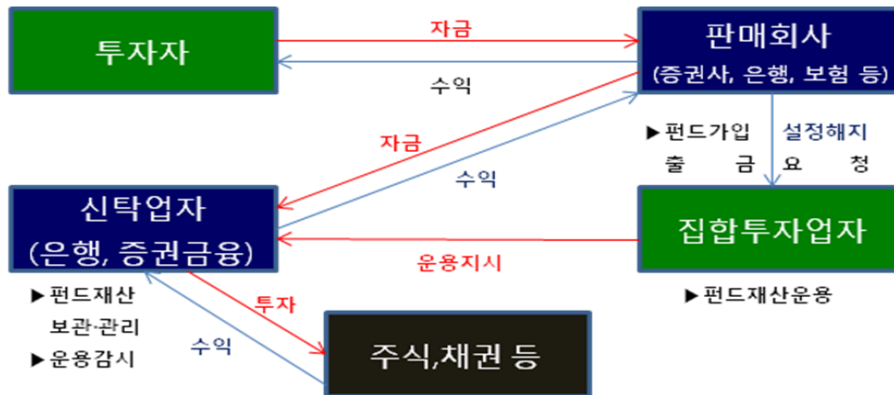 투자자
자금
수익
판매회사
(증권사, 은행, 보험 등)
자금
수익
▶펀드가입 설정해지
출 금 요 청
신탁업자
(은행, 증권금융)
운용지시
집합투자업자
▶펀드재산
보관·관리
▶운용감시
투자
수익
▶펀드재산운용
주식,채권 등